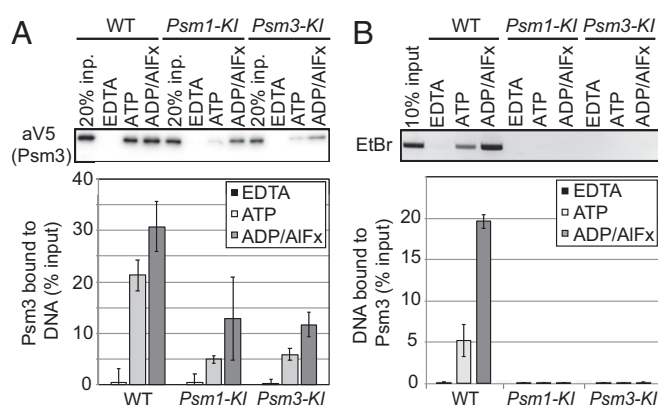 A
WT Psm1-KI Psm3-KI
20% inp. EDTA ATP ADP/AlFx 20% inp. EDTA ATP ADP/AlFx 20% inp. EDTA ATP ADP/AlFx
aV5
(Psm3)
Psm3 bound to
DNA (% input)
40
30
20
10
0
EDTA
ATP
ADP/AlFx
WT Psm1-KI Psm3-KI
B
WT Psm1-KI Psm3-KI
10% input EDTA ATP ADP/AlFx EDTA ATP ADP/AlFx EDTA ATP ADP/AlFx
EtBr
DNA bound to
Psm3 (% input)
20
15
10
5
0
EDTA
ATP
ADP/AlFx
WT Psm1-KI Psm3-KI